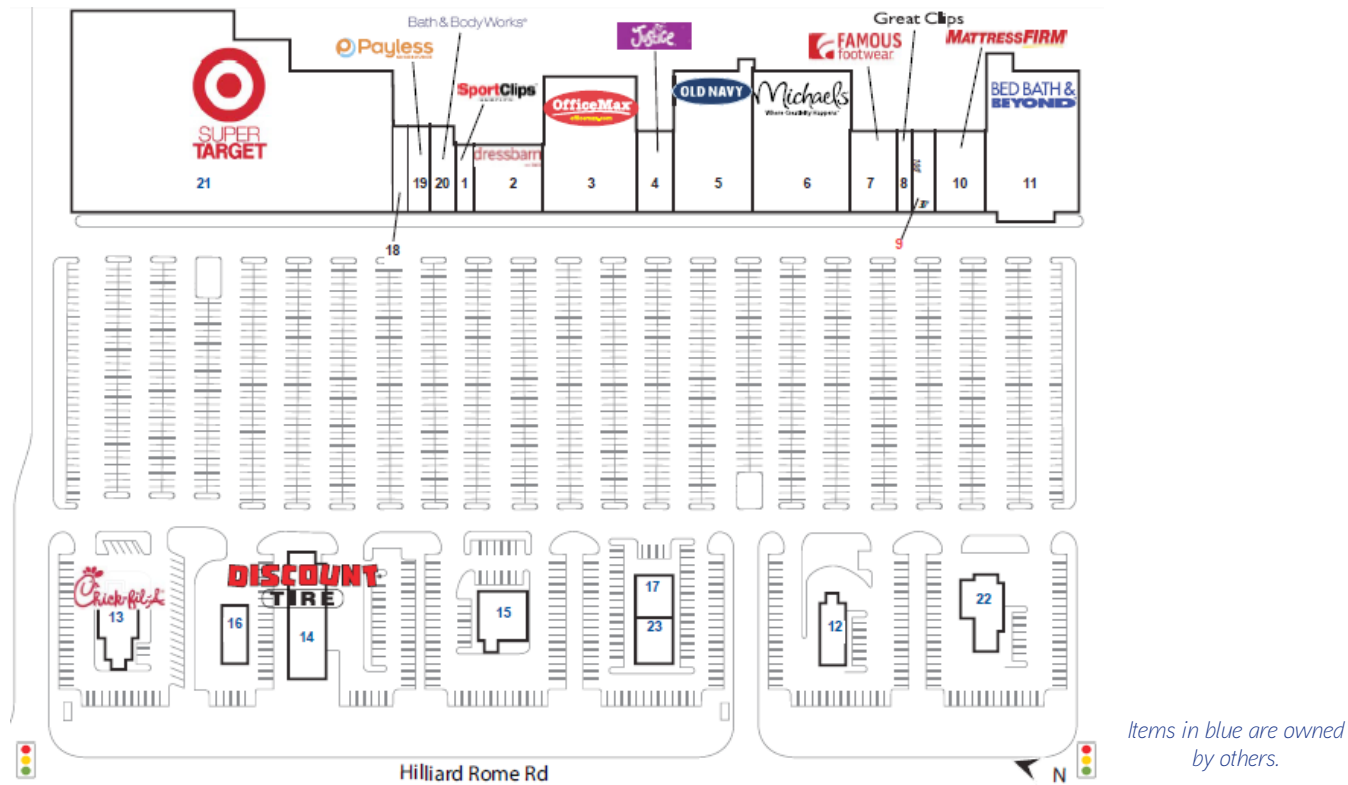 Bath & Body Works®
Payless
SportClips
Justice
FAMOUS
footwear
Great Clips
MATTRESSFIRM
SUPER
TARGET
OfficeMax
dressbarn
OLD NAVY
Michaels
Where Creativity Happens
BED BATH &
BEYOND
21
19
20
1
2
3
4
5
6
7
8
10
11
18
9
Chick-fil-A
13
16
DISCOUNT
TIRE
14
15
17
23
12
22
Hilliard Rome Rd
N
Items in blue are owned
by others.